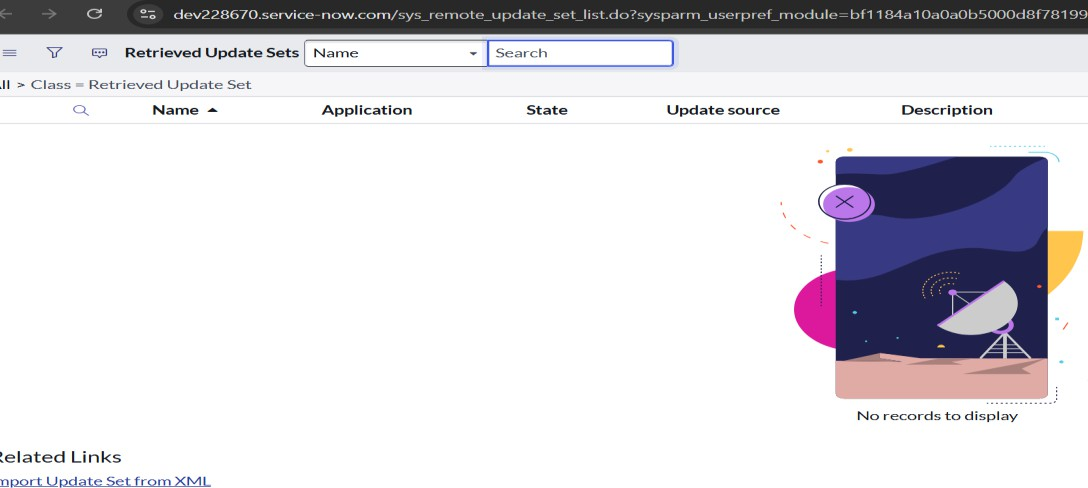 dev228670.service-now.com/sys_remote_update_set_list.do?sysparm_userpref_module=bf1184a10a0a0b5000d8f78199
Retrieved Update Sets Name Search
ll > Class = Retrieved Update Set
Name Application State Update source Description
No records to display
Related Links
mport Update Set from XML